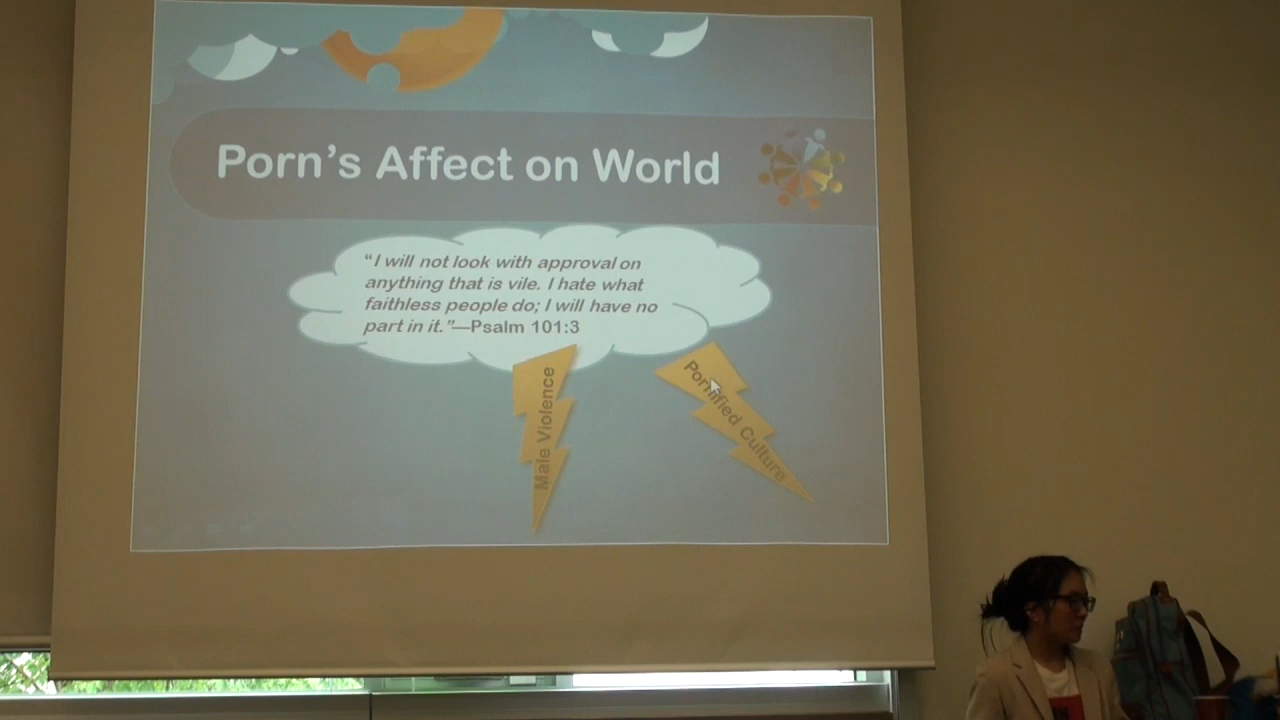 Porn's Affect on World
“I will not look with approval on
anything that is vile. I hate what
faithless people do; I will have no
part in it.”—Psalm 101:3
Male Violence
Pornified Culture